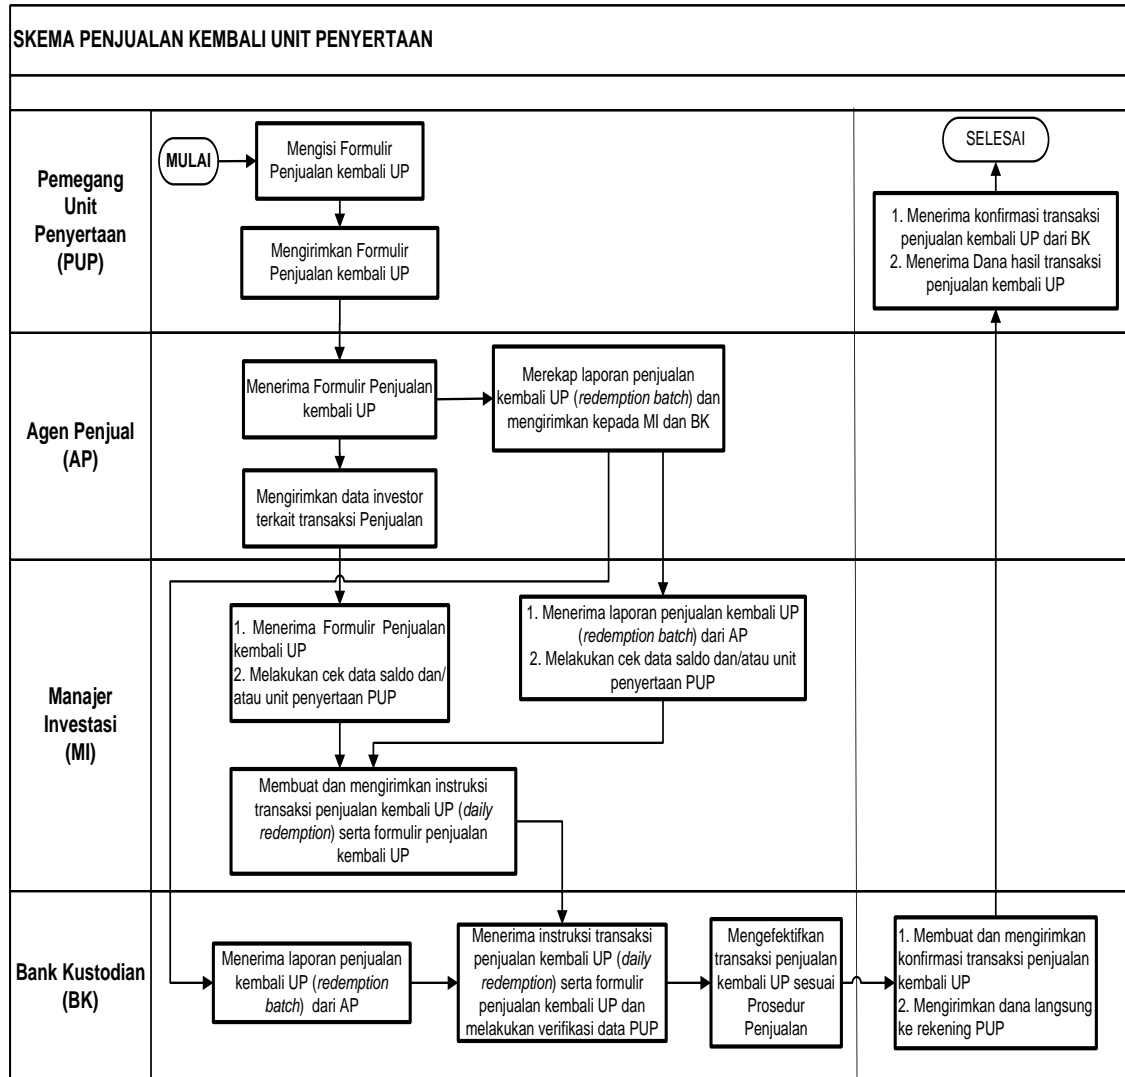 SKEMA PENJUALAN KEMBALI UNIT PENYERTAAN
Pemegang
Unit
Penyertaan
(PUP)
MULAI
Mengisi Formulir
Penjualan kembali UP
Mengirimkan Formulir
Penjualan kembali UP
SELESAI
1. Menerima konfirmasi transaksi
penjualan kembali UP dari BK
2. Menerima Dana hasil transaksi
penjualan kembali UP
Agen Penjual
(AP)
Menerima Formulir Penjualan
kembali UP
Merekap laporan penjualan
kembali UP (redemption batch) dan
mengirimkan kepada MI dan BK
Mengirimkan data investor
terkait transaksi Penjualan
Manajer
Investasi
(MI)
1. Menerima Formulir Penjualan
kembali UP
2. Melakukan cek data saldo dan/
atau unit penyertaan PUP
1. Menerima laporan penjualan kembali UP
(redemption batch) dari AP
2. Melakukan cek data saldo dan/atau unit
penyertaan PUP
Membuat dan mengirimkan instruksi
transaksi penjualan kembali UP (daily
redemption) serta formulir penjualan
kembali UP
Bank Kustodian
(BK)
Menerima laporan penjualan
kembali UP (redemption
batch) dari AP
Menerima instruksi transaksi
penjualan kembali UP (daily
redemption) serta formulir
penjualan kembali UP dan
melakukan verifikasi data PUP
Mengefektifkan
transaksi penjualan
kembali UP sesuai
Prosedur
Penjualan
1. Membuat dan mengirimkan
konfirmasi transaksi penjualan
kembali UP
2. Mengirimkan dana langsung
ke rekening PUP